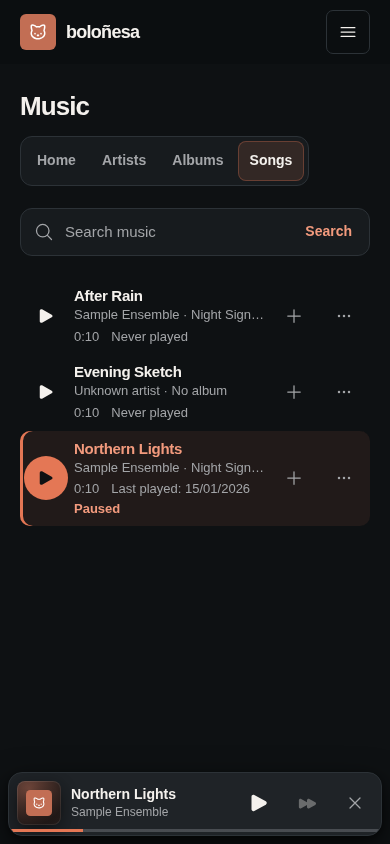 boloñesa
Music
Home Artists Albums Songs
Search music Search
After Rain
Sample Ensemble · Night Sign…
0:10 Never played
Evening Sketch
Unknown artist · No album
0:10 Never played
Northern Lights
Sample Ensemble · Night Sign…
0:10 Last played: 15/01/2026
Paused
Northern Lights
Sample Ensemble